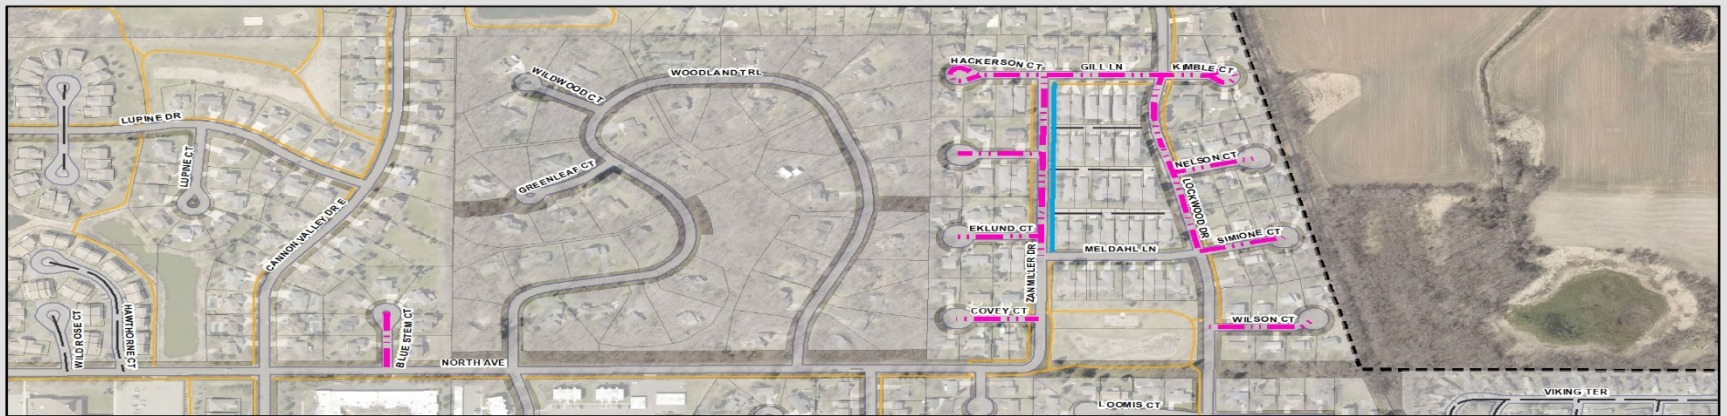 HACKERSON CT
GILL LN
KIMBLE CT
WILDWOOD CT
WOODLAND TRL
LUPINE DR
LUPINE CT
GREENLEAF CT
NELSON CT
LOCKWOOD DR
CANNON VALLEY DR E
EKLUND CT
SIMIONE CT
MELDAHL LN
ZANMILLER DR
WILD ROSE CT
HAWTHORNE CT
BLUE STEM CT
COVEY CT
WILSON CT
NORTH AVE
VIKING TER
LOOMIS CT